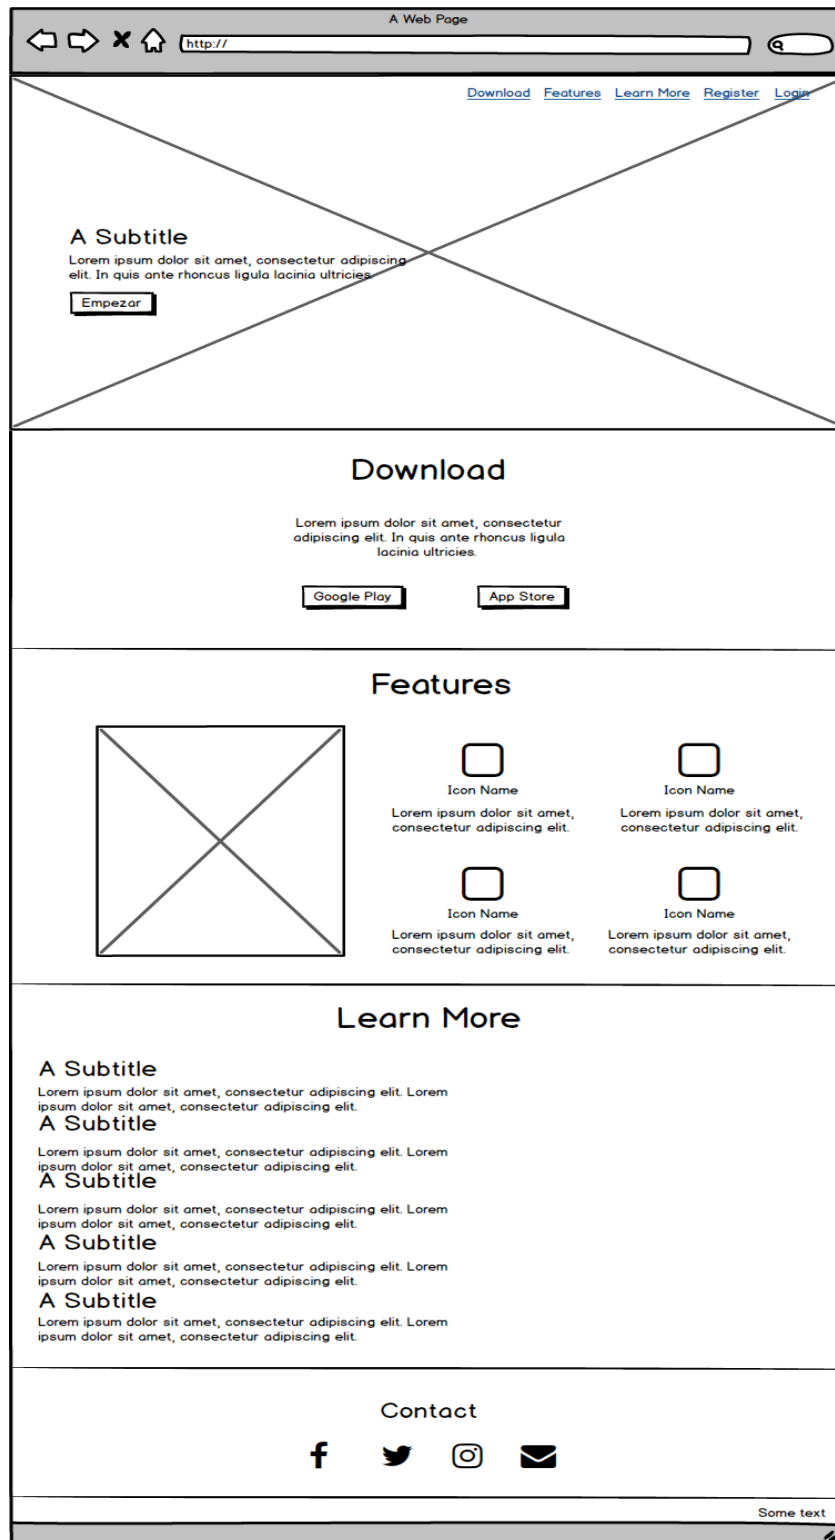 A Web Page
http://
Download Features Learn More Register Login
A Subtitle
Lorem ipsum dolor sit amet, consectetur adipiscing
elit. In quis ante rhoncus ligula lacinia ultricies.
Empezar
Download
Lorem ipsum dolor sit amet, consectetur
adipiscing elit. In quis ante rhoncus ligula
lacinia ultricies.
Google Play App Store
Features
Icon Name Icon Name
Lorem ipsum dolor sit amet,
consectetur adipiscing elit.
Lorem ipsum dolor sit amet,
consectetur adipiscing elit.
Icon Name Icon Name
Lorem ipsum dolor sit amet,
consectetur adipiscing elit.
Lorem ipsum dolor sit amet,
consectetur adipiscing elit.
Learn More
A Subtitle
Lorem ipsum dolor sit amet, consectetur adipiscing elit. Lorem
ipsum dolor sit amet, consectetur adipiscing elit.
A Subtitle
Lorem ipsum dolor sit amet, consectetur adipiscing elit. Lorem
ipsum dolor sit amet, consectetur adipiscing elit.
A Subtitle
Lorem ipsum dolor sit amet, consectetur adipiscing elit. Lorem
ipsum dolor sit amet, consectetur adipiscing elit.
A Subtitle
Lorem ipsum dolor sit amet, consectetur adipiscing elit. Lorem
ipsum dolor sit amet, consectetur adipiscing elit.
A Subtitle
Lorem ipsum dolor sit amet, consectetur adipiscing elit. Lorem
ipsum dolor sit amet, consectetur adipiscing elit.
Contact
Some text